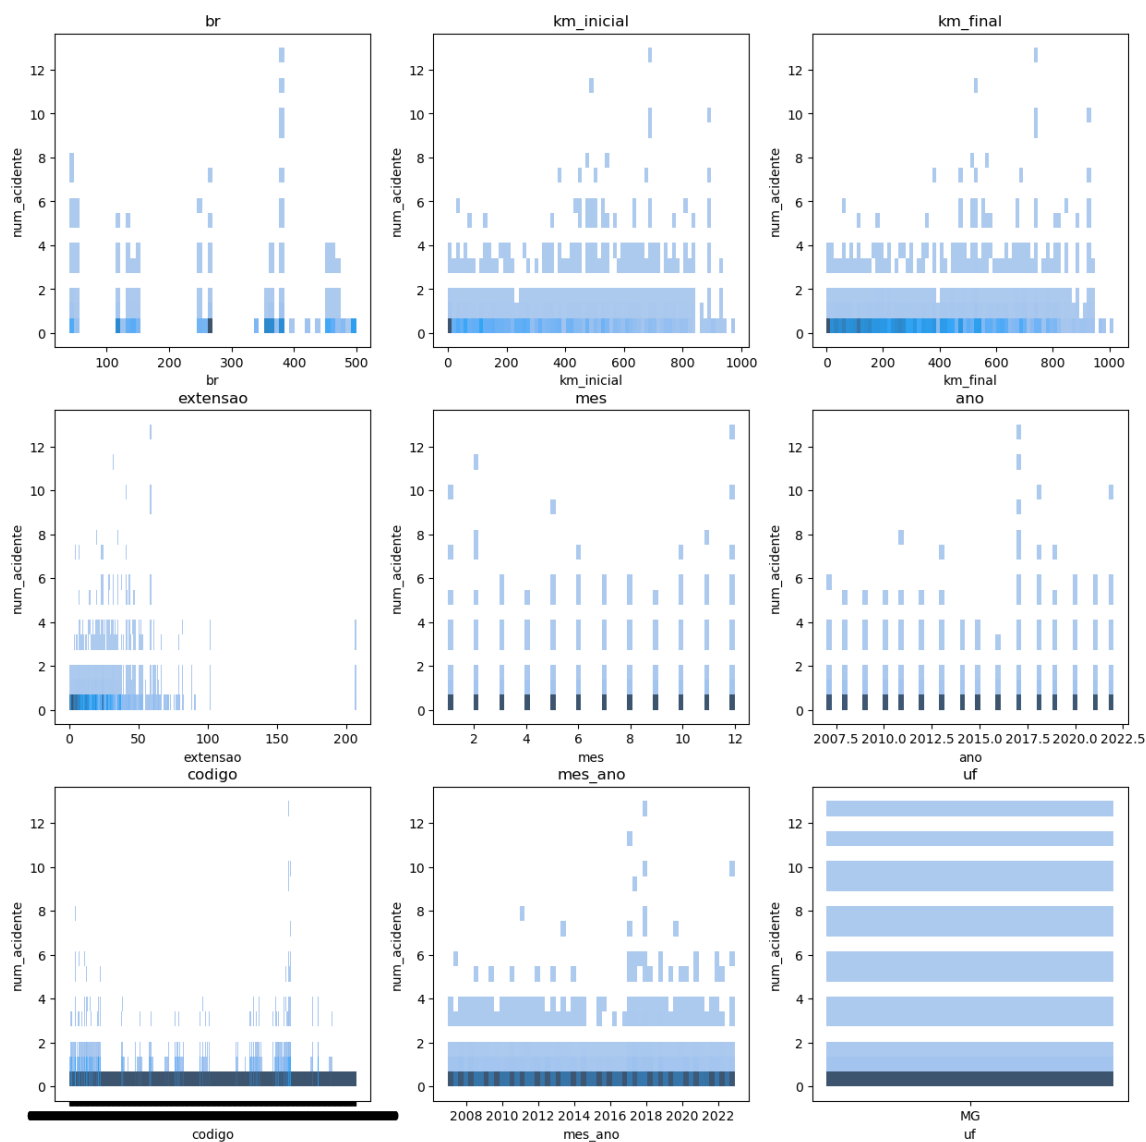 br km_inicial km_final
num_acidente 0 2 4 6 8 10 12
100 200 300 400 500
br
num_acidente 0 2 4 6 8 10 12
0 200 400 600 800 1000
km_inicial
num_acidente 0 2 4 6 8 10 12
0 200 400 600 800 1000
km_final
extensao mes ano
num_acidente 0 2 4 6 8 10 12
0 50 100 150 200
extensao
num_acidente 0 2 4 6 8 10 12
2 4 6 8 10 12
mes
num_acidente 0 2 4 6 8 10 12
2007.5 2010.0 2012.5 2015.0 2017.5 2020.0 2022.5
ano
codigo mes_ano uf
num_acidente 0 2 4 6 8 10 12
codigo
num_acidente 0 2 4 6 8 10 12
2008 2010 2012 2014 2016 2018 2020 2022
mes_ano
num_acidente 0 2 4 6 8 10 12
MG
uf